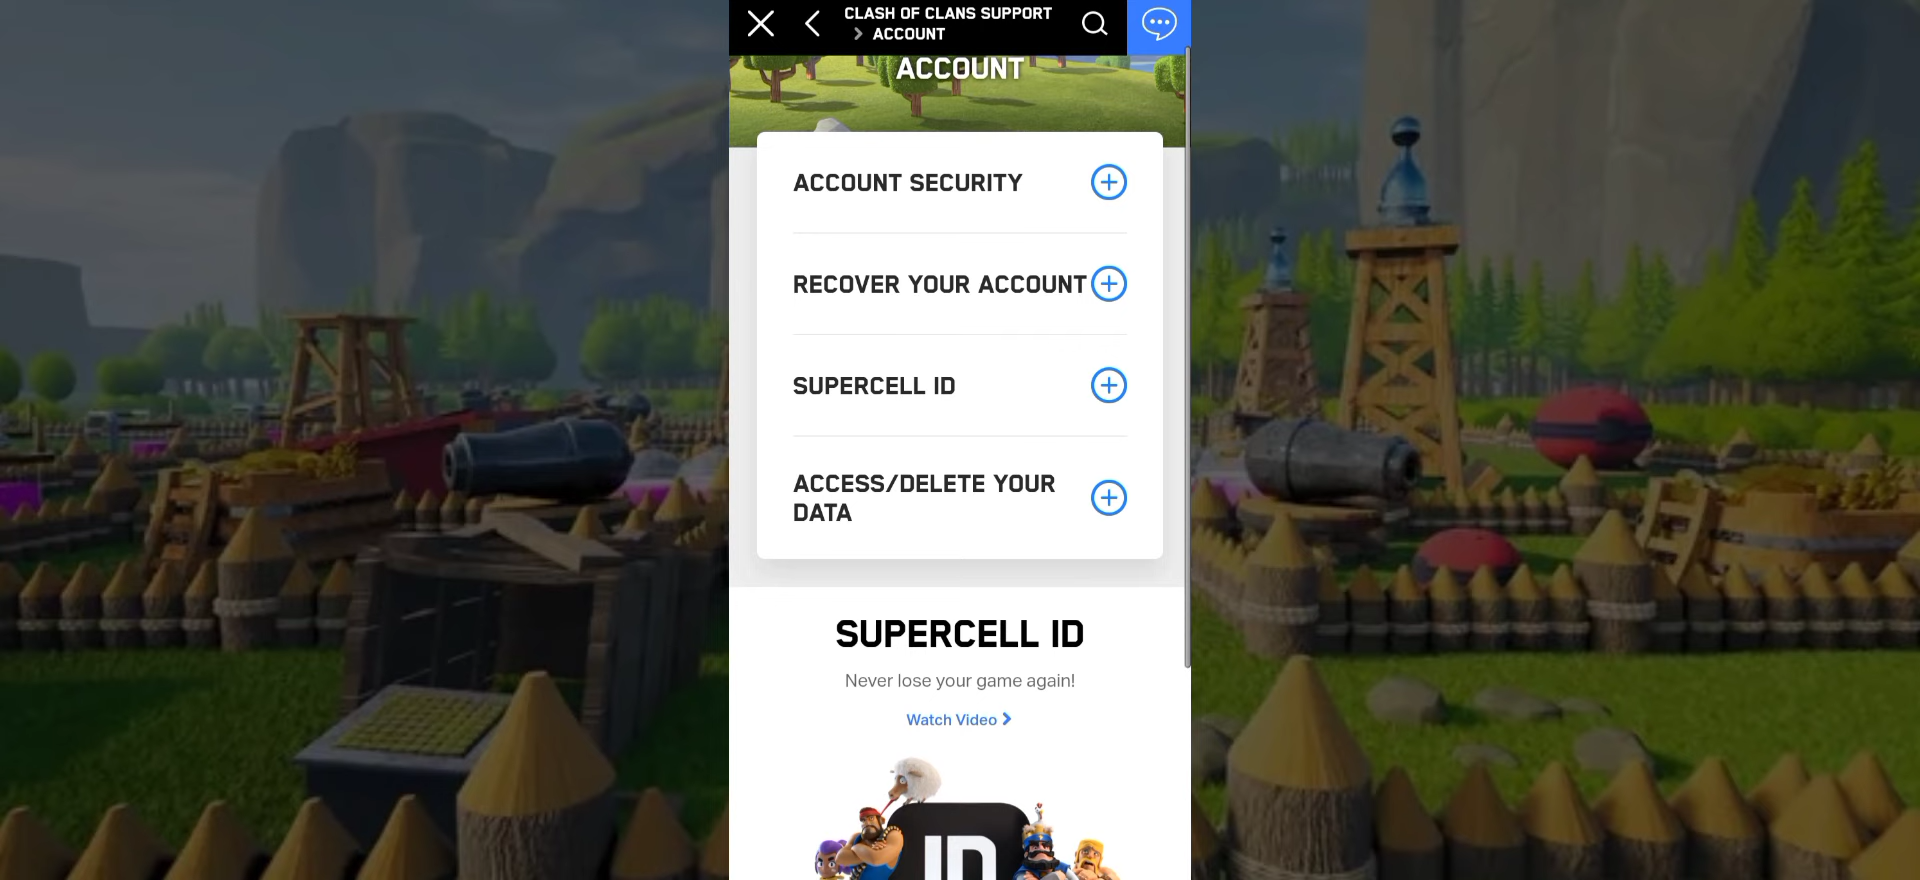 CLASH OF CLANS SUPPORT
ACCOUNT
ACCOUNT
ACCOUNT SECURITY
RECOVER YOUR ACCOUNT
SUPERCELL ID
ACCESS/DELETE YOUR
DATA
SUPERCELL ID
Never lose your game again!
Watch Video
ID